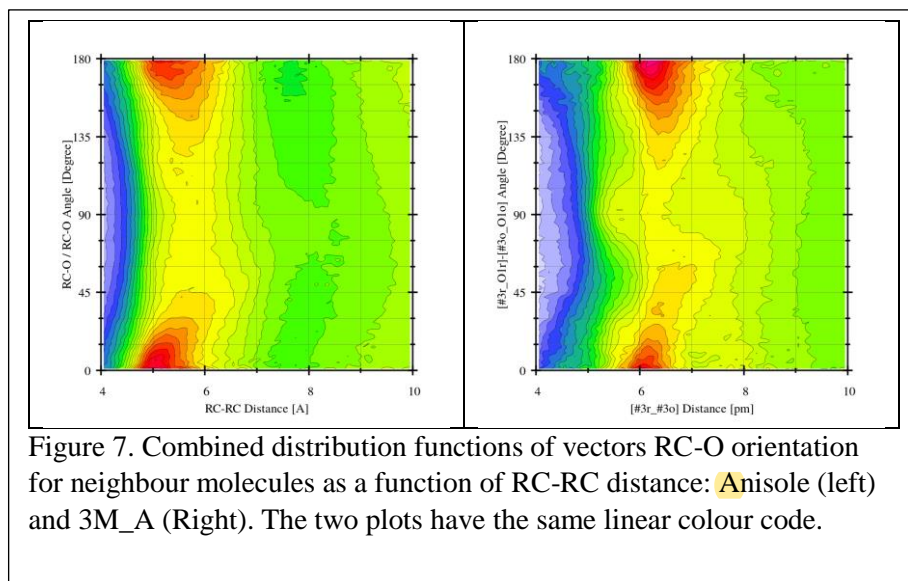 180
135
90
45
0
RC-O / RC-O Angle [Degree]
4
6
8
10
RC-RC Distance [A]
180
135
90
45
0
[#3r_O1r]-[#3o_O1o] Angle [Degree]
4
6
8
10
[#3r_#3o] Distance [pm]
Figure 7. Combined distribution functions of vectors RC-O orientation
for neighbour molecules as a function of RC-RC distance: Anisole (left)
and 3M_A (Right). The two plots have the same linear colour code.